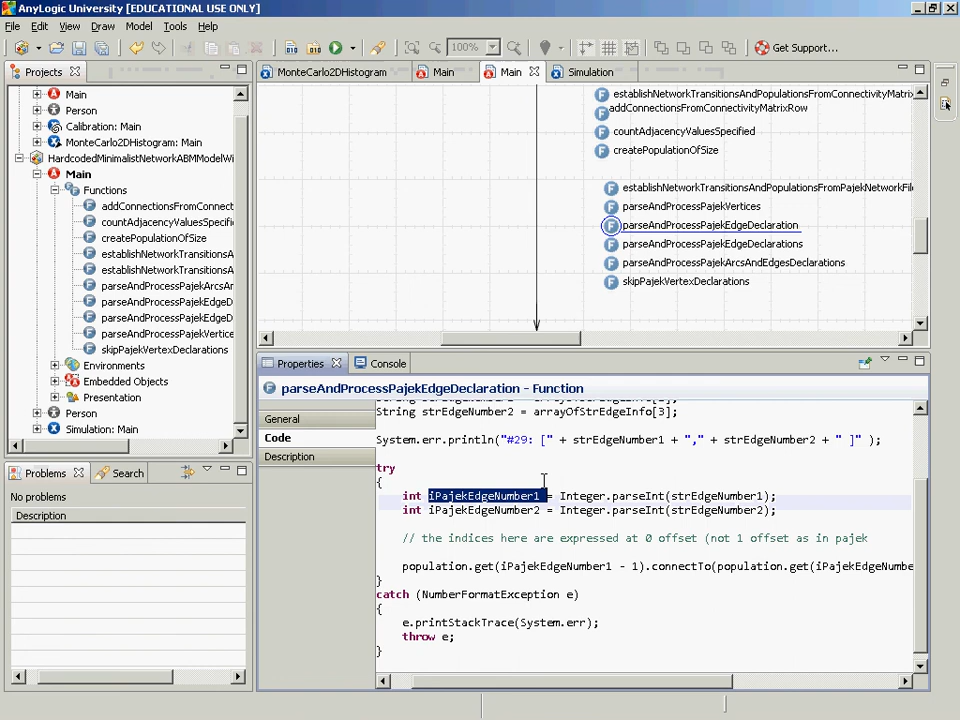 AnyLogic University [EDUCATIONAL USE ONLY]
File Edit View Draw Model Tools Help
100% Get Support...
Projects
MonteCarlo2DHistogram Main Main Simulation
Main
Person
Calibration: Main
MonteCarlo2DHistogram: Main
HardcodedMinimalistNetworkABMModelWi
Main
Functions
addConnectionsFromConnect
countAdjacencyValuesSpecifi
createPopulationOfSize
establishNetworkTransitionsA
establishNetworkTransitionsA
parseAndProcessPajekArcsAnd
parseAndProcessPajekEdgeD
parseAndProcessPajekEdgeD
parseAndProcessPajekVertice
skipPajekVertexDeclarations
Environments
Embedded Objects
Presentation
Person
Simulation: Main
establishNetworkTransitionsAndPopulationsFromConnectivityMatrix
addConnectionsFromConnectivityMatrixRow
countAdjacencyValuesSpecified
createPopulationOfSize
establishNetworkTransitionsAndPopulationsFromPajekNetworkFil
parseAndProcessPajekVertices
parseAndProcessPajekEdgeDeclaration
parseAndProcessPajekEdgeDeclarations
parseAndProcessPajekArcsAndEdgesDeclarations
skipPajekVertexDeclarations
Problems Search
No problems
Description
Properties Console
parseAndProcessPajekEdgeDeclaration - Function
General
Code
Description
String strEdgeNumber2 = arrayOfStrEdgeInfo[3];
System.err.println("#29: [" + strEdgeNumber1 + "," + strEdgeNumber2 + " ]" );
try
{
int iPajekEdgeNumber1 = Integer.parseInt(strEdgeNumber1);
int iPajekEdgeNumber2 = Integer.parseInt(strEdgeNumber2);
// the indices here are expressed at 0 offset (not 1 offset as in pajek
population.get(iPajekEdgeNumber1 - 1).connectTo(population.get(iPajekEdgeNumbe
}
catch (NumberFormatException e)
{
e.printStackTrace(System.err);
throw e;
}